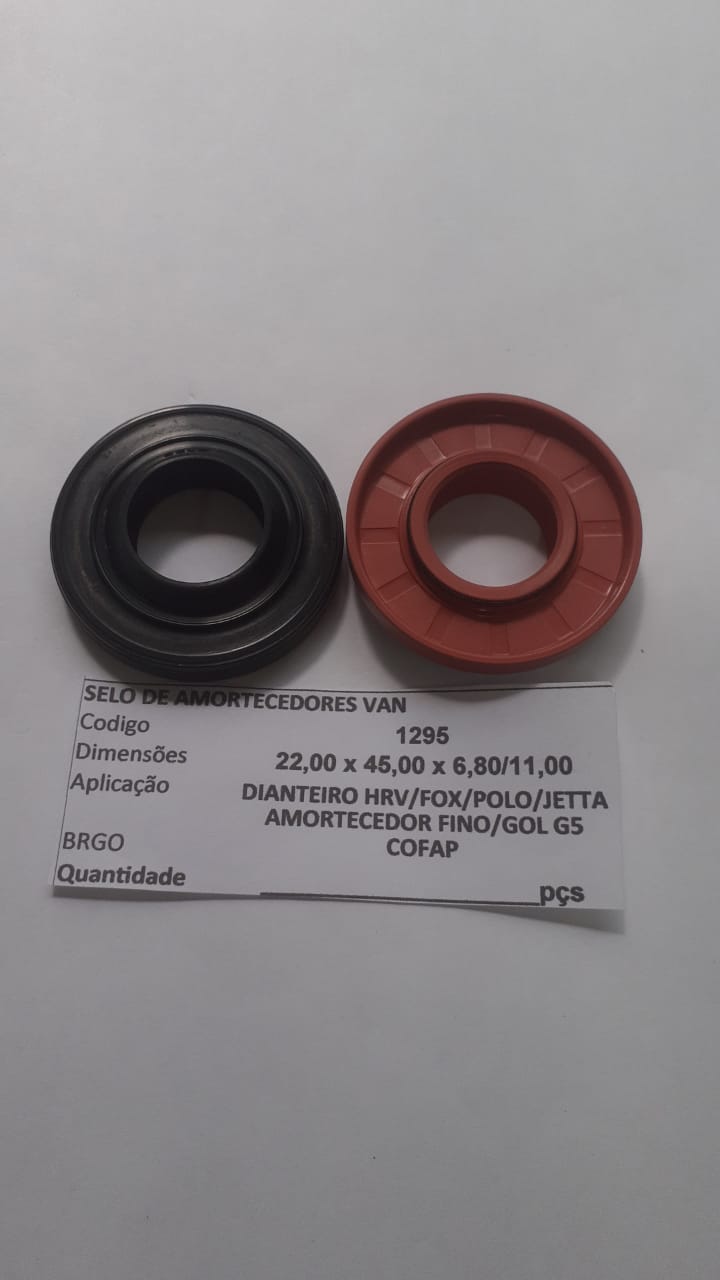 SELO DE AMORTECEDORES VAN
Codigo 1295
Dimensões 22,00 x 45,00 x 6,80/11,00
Aplicação DIANTEIRO HRV/FOX/POLO/JETTA
AMORTECEDOR FINO/GOL G5
BRGO COFAP
Quantidade pçs